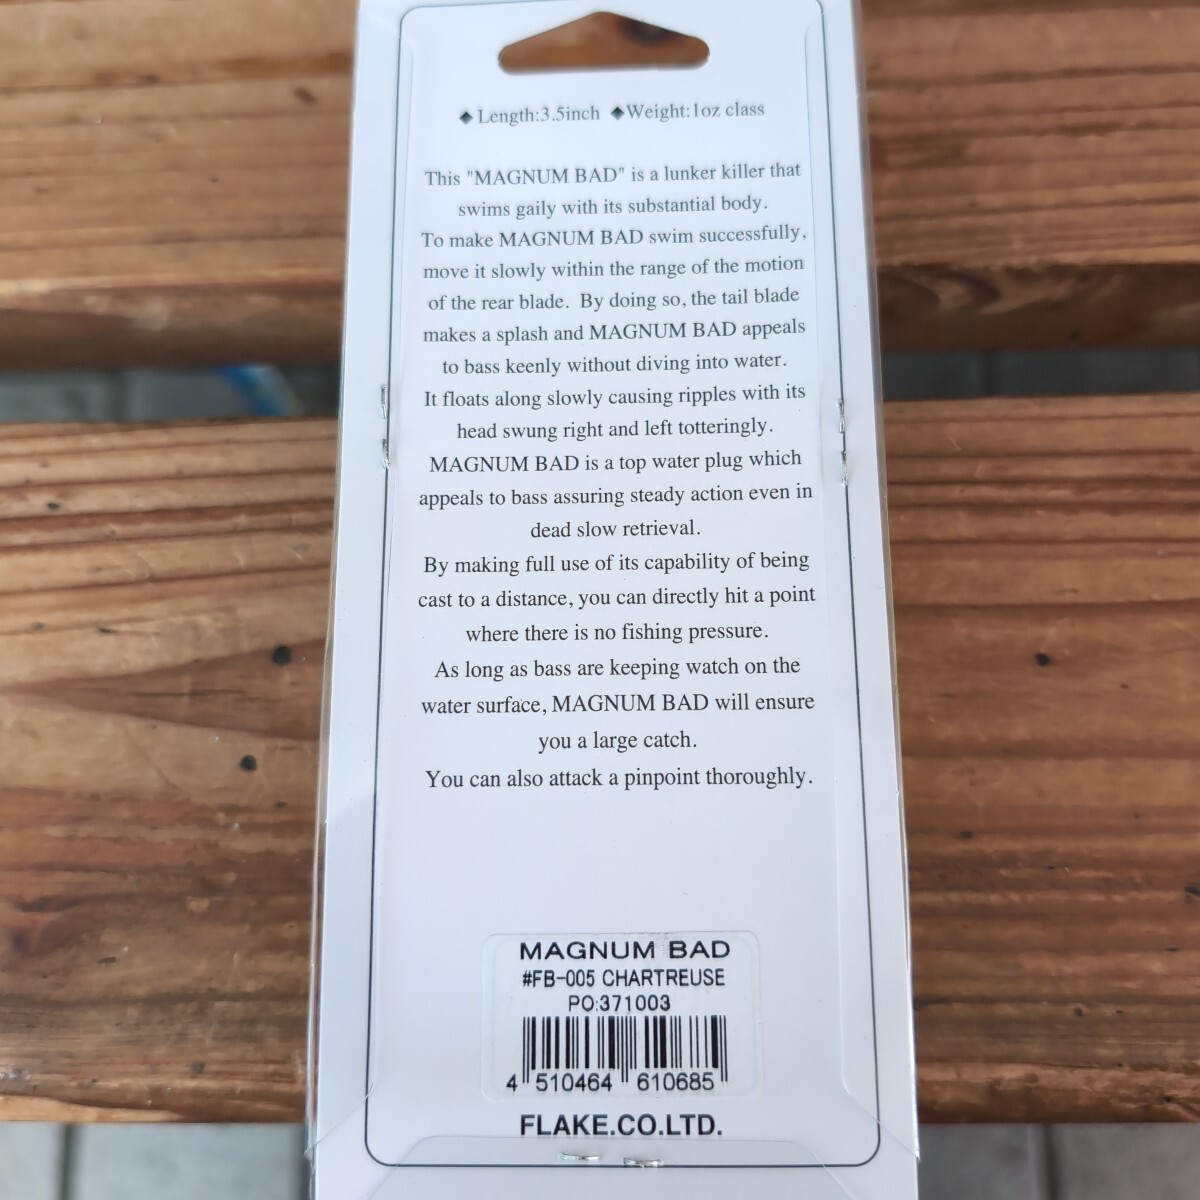 ◆Length:3.5inch ◆Weight:1oz class
This "MAGNUM BAD" is a lunker killer that
swims gaily with its substantial body.
To make MAGNUM BAD swim successfully,
move it slowly within the range of the motion
of the rear blade. By doing so, the tail blade
makes a splash and MAGNUM BAD appeals
to bass keenly without diving into water.
It floats along slowly causing ripples with its
head swung right and left totteringly.
MAGNUM BAD is a top water plug which
appeals to bass assuring steady action even in
dead slow retrieval.
By making full use of its capability of being
cast to a distance, you can directly hit a point
where there is no fishing pressure.
As long as bass are keeping watch on the
water surface, MAGNUM BAD will ensure
you a large catch.
You can also attack a pinpoint thoroughly.
MAGNUM BAD
#FB-005 CHARTREUSE
PO:371003
4 510464 610685
FLAKE.CO.LTD.